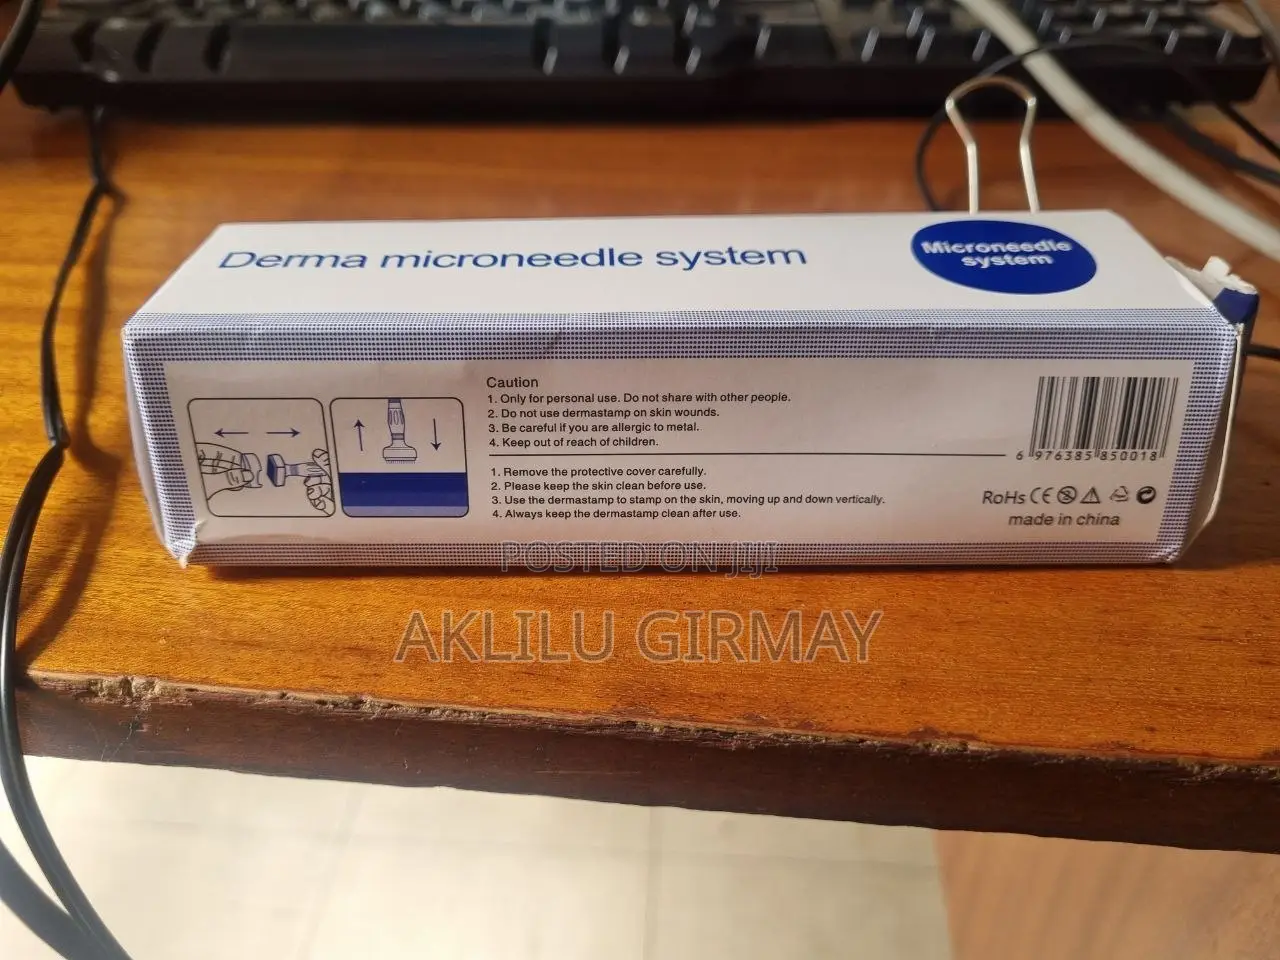 Derma microneedle system
Microneedle
system
Caution
1. Only for personal use. Do not share with other people.
2. Do not use dermastamp on skin wounds.
3. Be careful if you are allergic to metal.
4. Keep out of reach of children.
1. Remove the protective cover carefully.
2. Please keep the skin clean before use.
3. Use the dermastamp to stamp on the skin, moving up and down vertically.
4. Always keep the dermastamp clean after use.
6 976385 850018
RoHs CE
made in china
POSTED ON JIJI
AKLILU GIRMAY